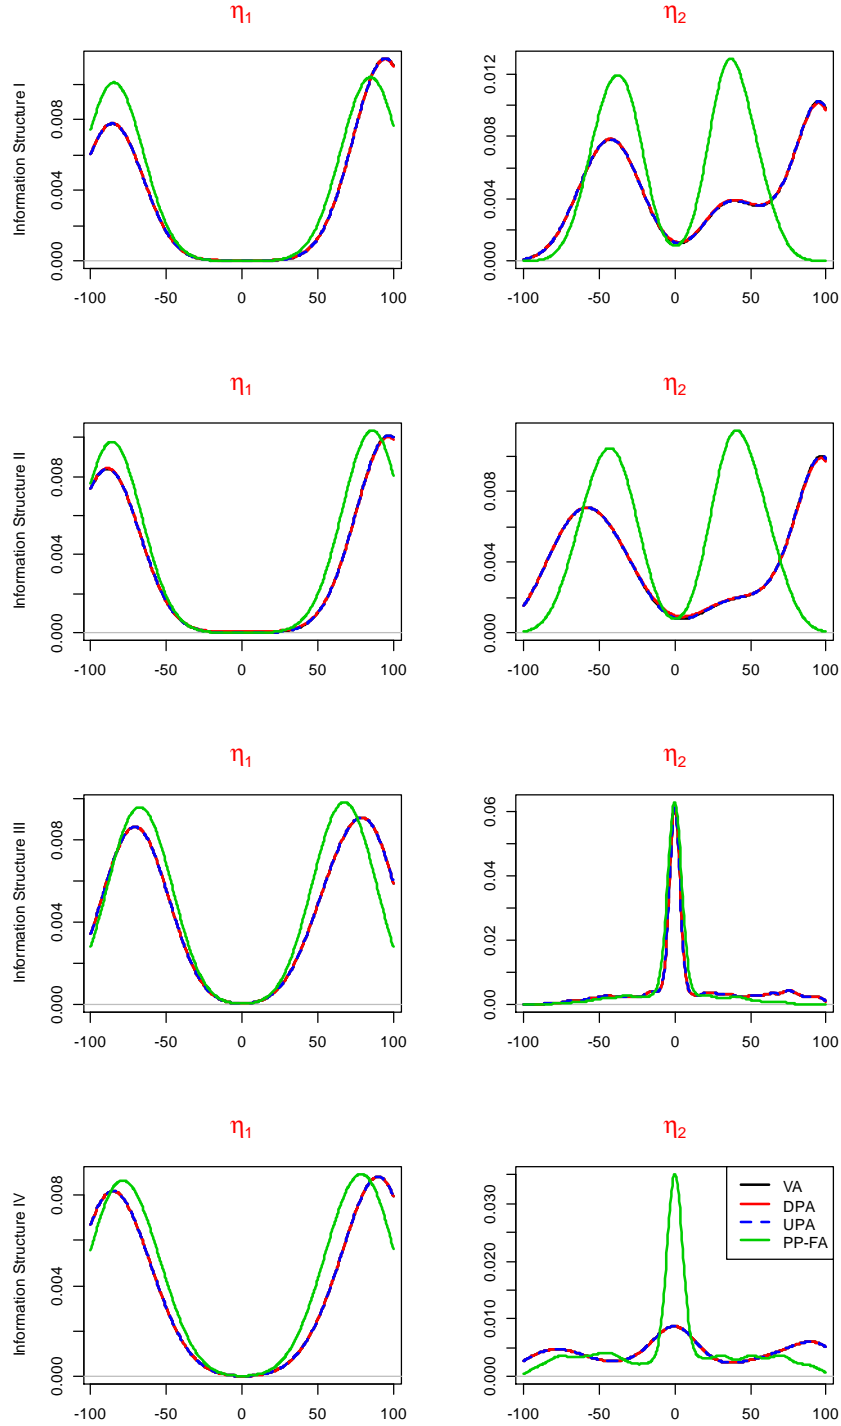 η1
η2
Information Structure I
0.000 0.004 0.008
-100 -50 0 50 100
0.000 0.004 0.008 0.012
-100 -50 0 50 100
η1
η2
Information Structure II
0.000 0.004 0.008
-100 -50 0 50 100
0.000 0.004 0.008
-100 -50 0 50 100
η1
η2
Information Structure III
0.000 0.004 0.008
-100 -50 0 50 100
0.00 0.02 0.04 0.06
-100 -50 0 50 100
η1
η2
Information Structure IV
0.000 0.004 0.008
-100 -50 0 50 100
0.000 0.010 0.020 0.030
-100 -50 0 50 100
VA
DPA
UPA
PP-FA